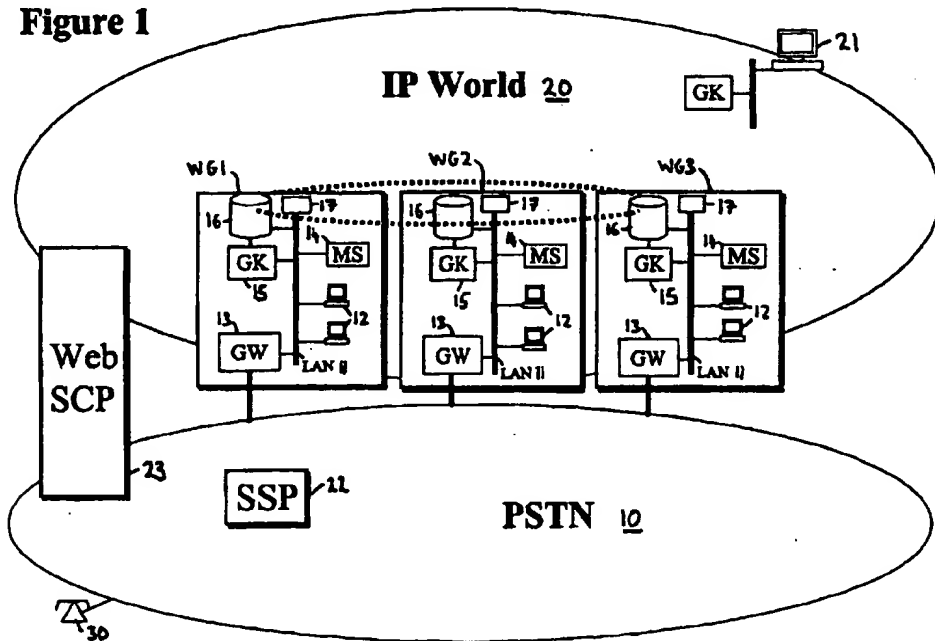 Figure 1
21
IP World 20
GK
WG1
WG2
WG3
17
17
17
16
16
16
14
MS
14
MS
14
MS
GK
GK
GK
15
15
15
12
12
12
13
13
13
GW
GW
GW
LAN 11
LAN 11
LAN 11
Web
SCP
23
SSP
22
PSTN 10
30